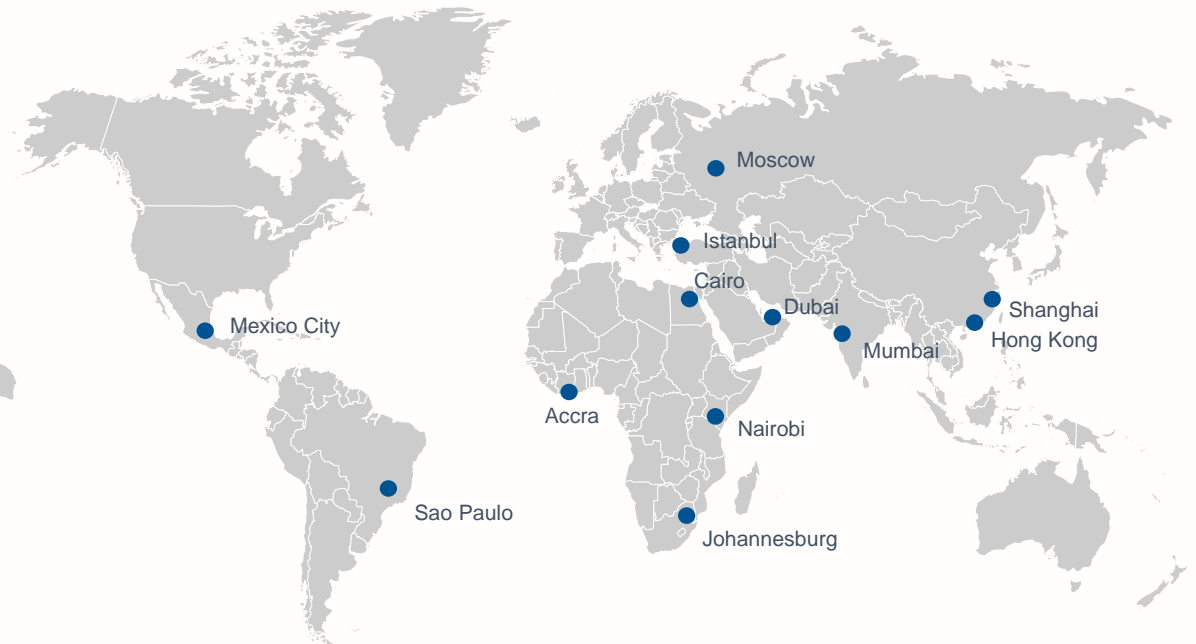 Moscow
Istanbul
Cairo
Dubai
Shanghai
Mexico City
Hong Kong
Mumbai
Accra
Nairobi
Sao Paulo
Johannesburg